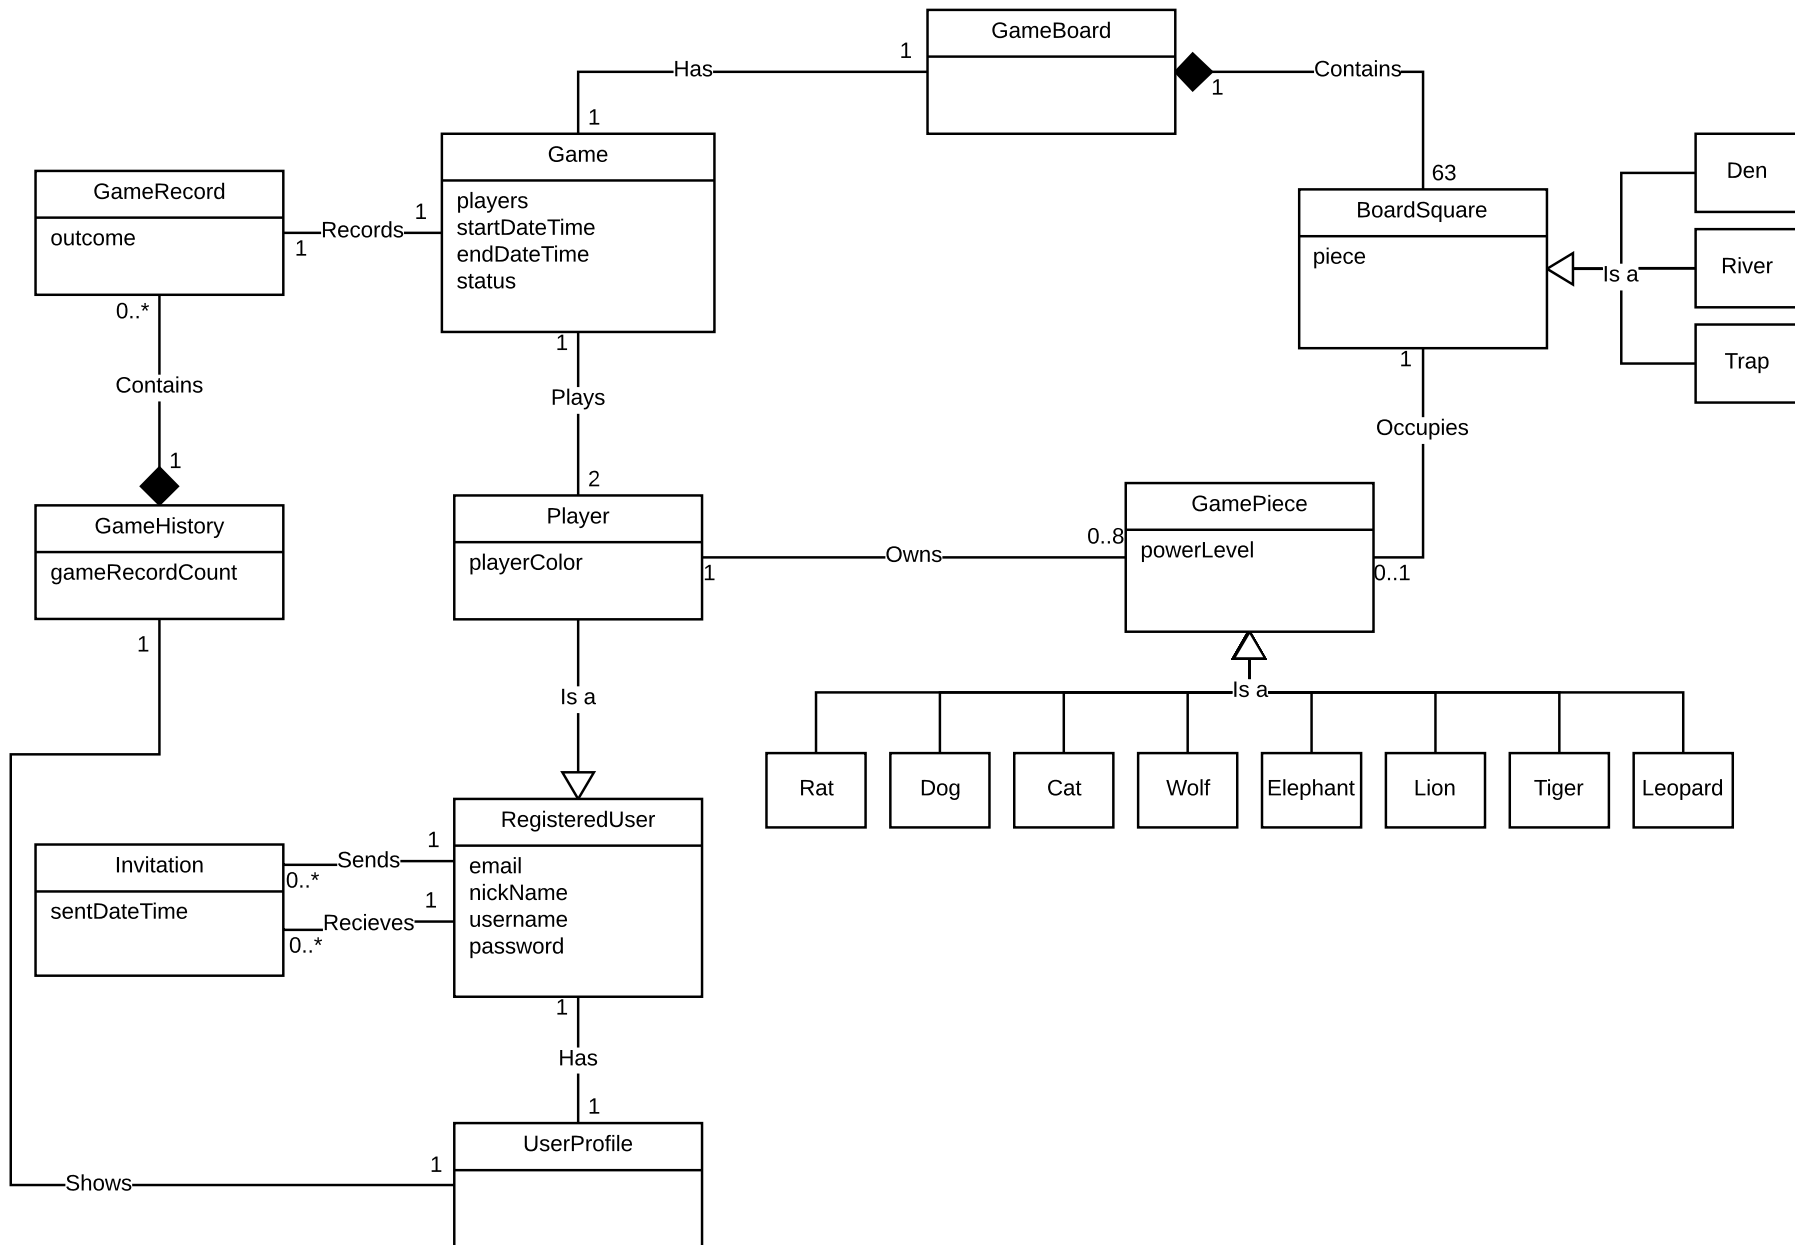 GameBoard
Has
1
1
Contains
1
63
Game
players
startDateTime
endDateTime
status
GameRecord
outcome
Records
1
1
BoardSquare
piece
Is a
Den
River
Trap
0..*
Contains
1
1
Plays
2
1
Occupies
0..1
GameHistory
gameRecordCount
Player
playerColor
Owns
1
0..8
GamePiece
powerLevel
1
Is a
Is a
Rat
Dog
Cat
Wolf
Elephant
Lion
Tiger
Leopard
RegisteredUser
email
nickName
username
password
Invitation
sentDateTime
Sends
1
0..*
Recieves
1
0..*
1
Has
1
UserProfile
Shows
1